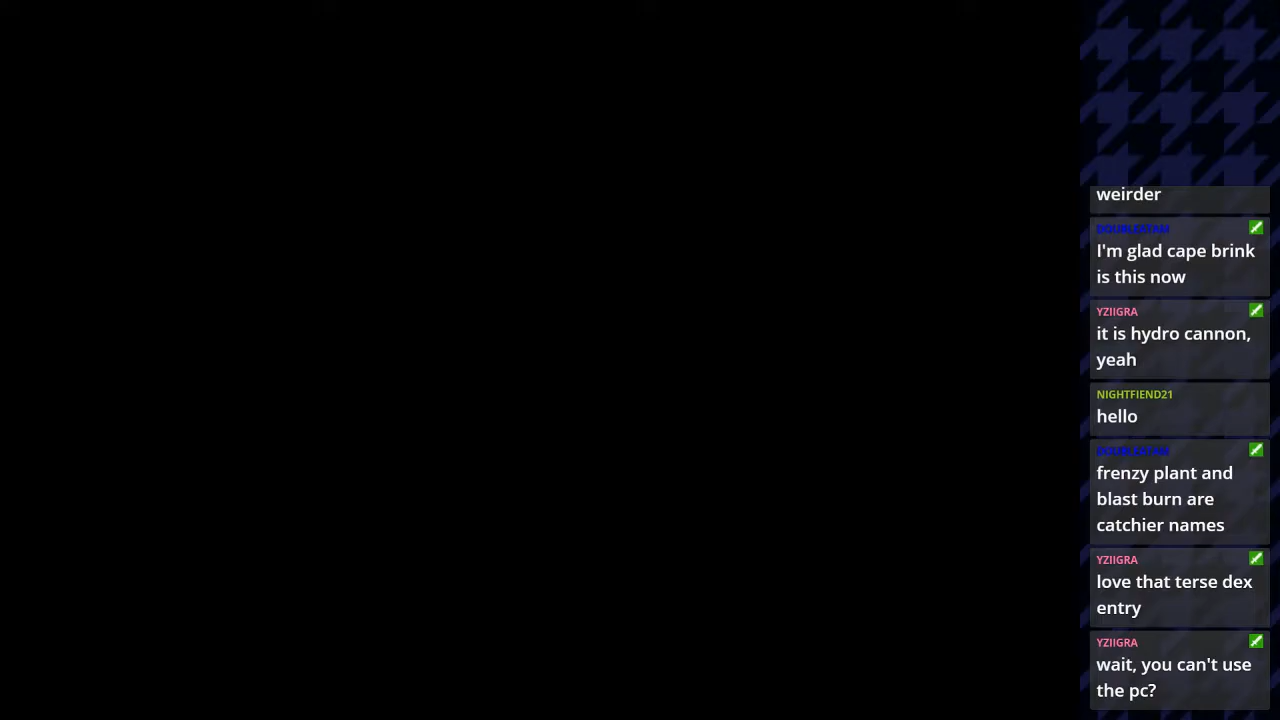 weirder
I'm glad cape brink
is this now
YZIIGRA
it is hydro cannon,
yeah
NIGHTFIEND21
hello
frenzy plant and
blast burn are
catchier names
YZIIGRA
love that terse dex
entry
YZIIGRA
wait, you can't use
the pc?